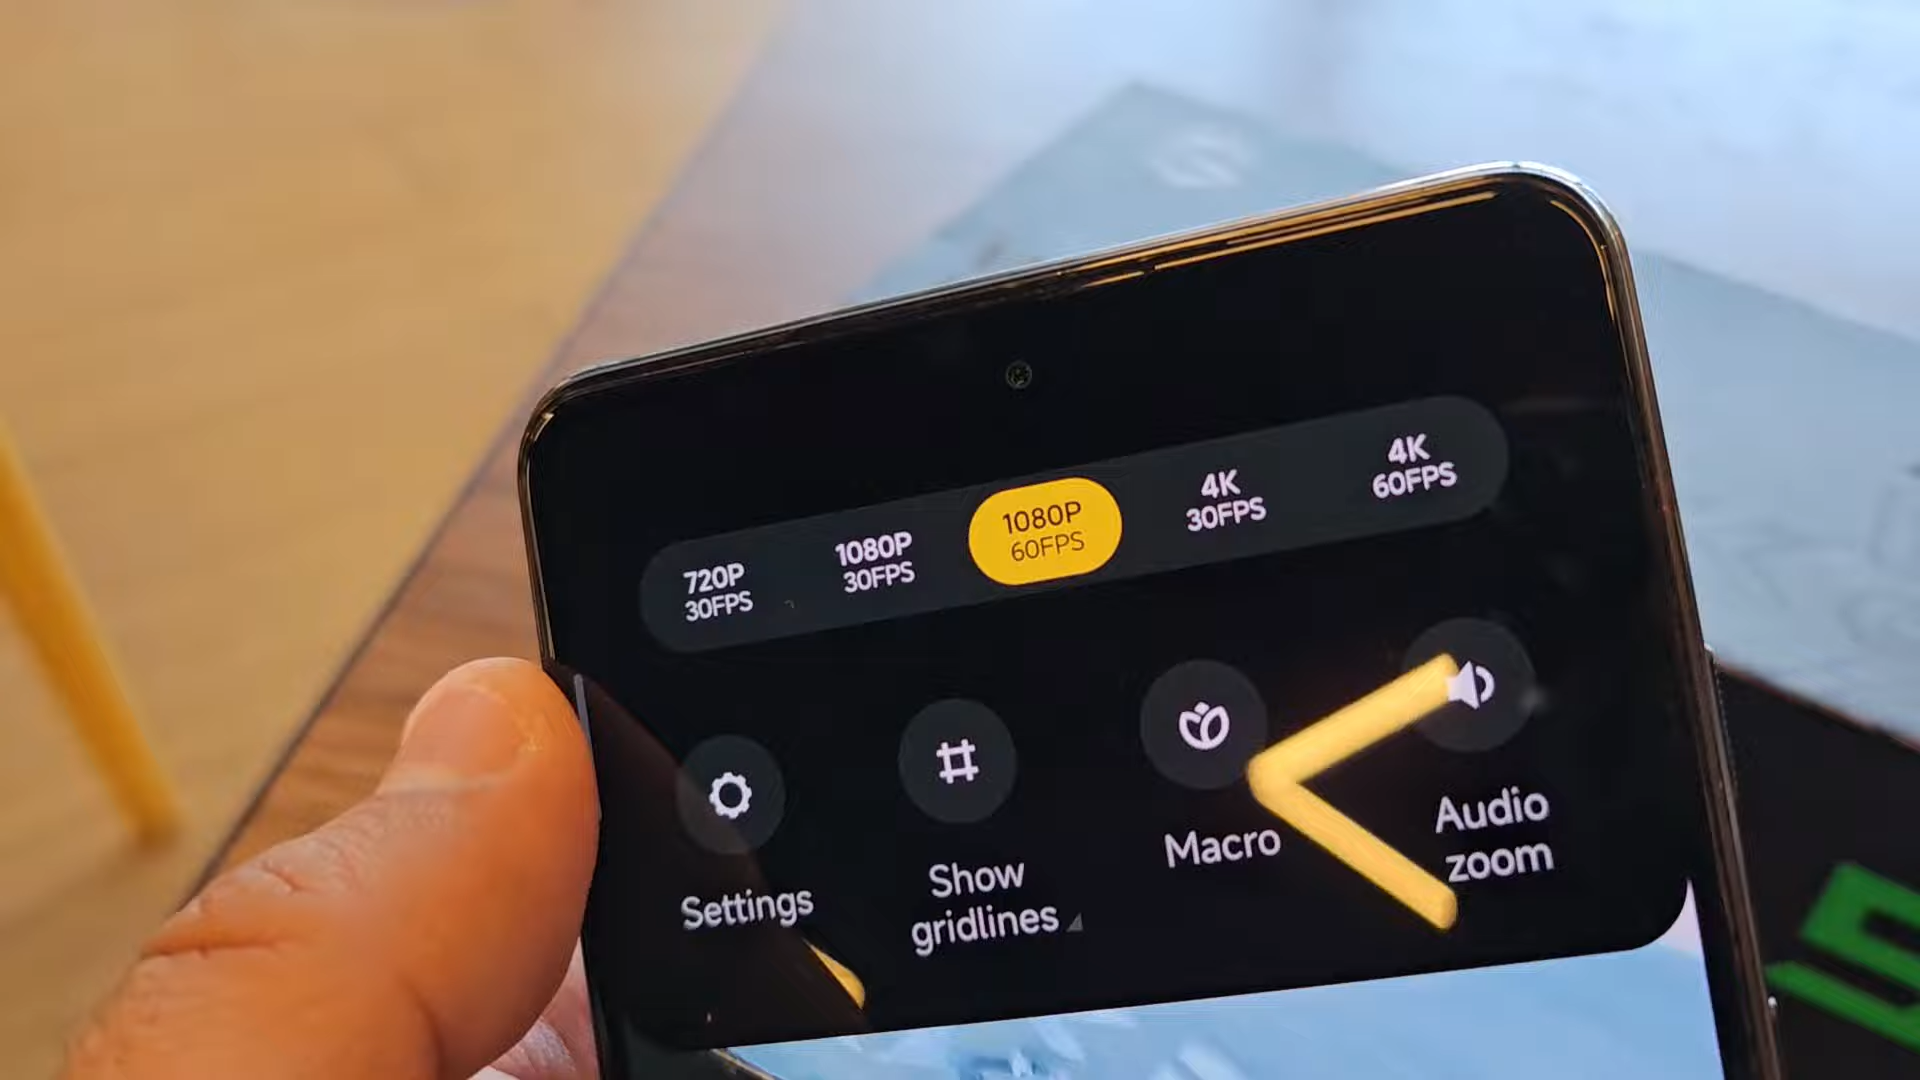 720P
30FPS
1080P
30FPS
1080P
60FPS
4K
30FPS
4K
60FPS
Settings
Show
gridlines
Macro
Audio
zoom